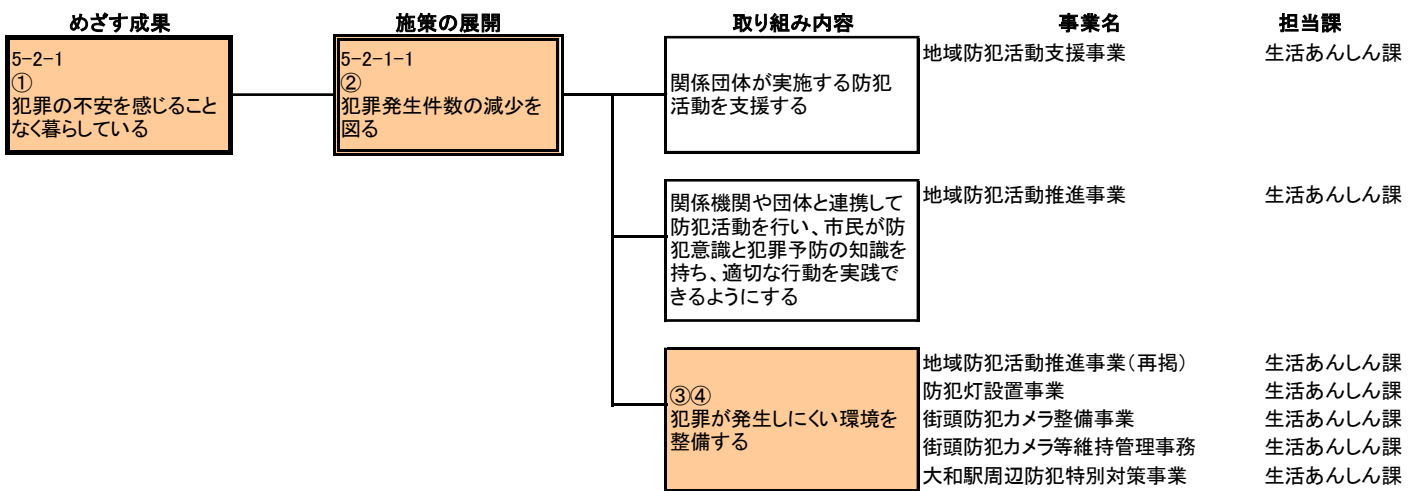 めざす成果 施策の展開 取り組み内容 事業名 担当課
5-2-1
①
犯罪の不安を感じること
なく暮らしている
5-2-1-1
②
犯罪発生件数の減少を
図る
関係団体が実施する防犯
活動を支援する
地域防犯活動支援事業 生活あんしん課
関係機関や団体と連携して
防犯活動を行い、市民が防
犯意識と犯罪予防の知識を
持ち、適切な行動を実践で
きるようにする
地域防犯活動推進事業 生活あんしん課
③④
犯罪が発生しにくい環境を
整備する
地域防犯活動推進事業(再掲) 生活あんしん課
防犯灯設置事業 生活あんしん課
街頭防犯カメラ整備事業 生活あんしん課
街頭防犯カメラ等維持管理事務 生活あんしん課
大和駅周辺防犯特別対策事業 生活あんしん課